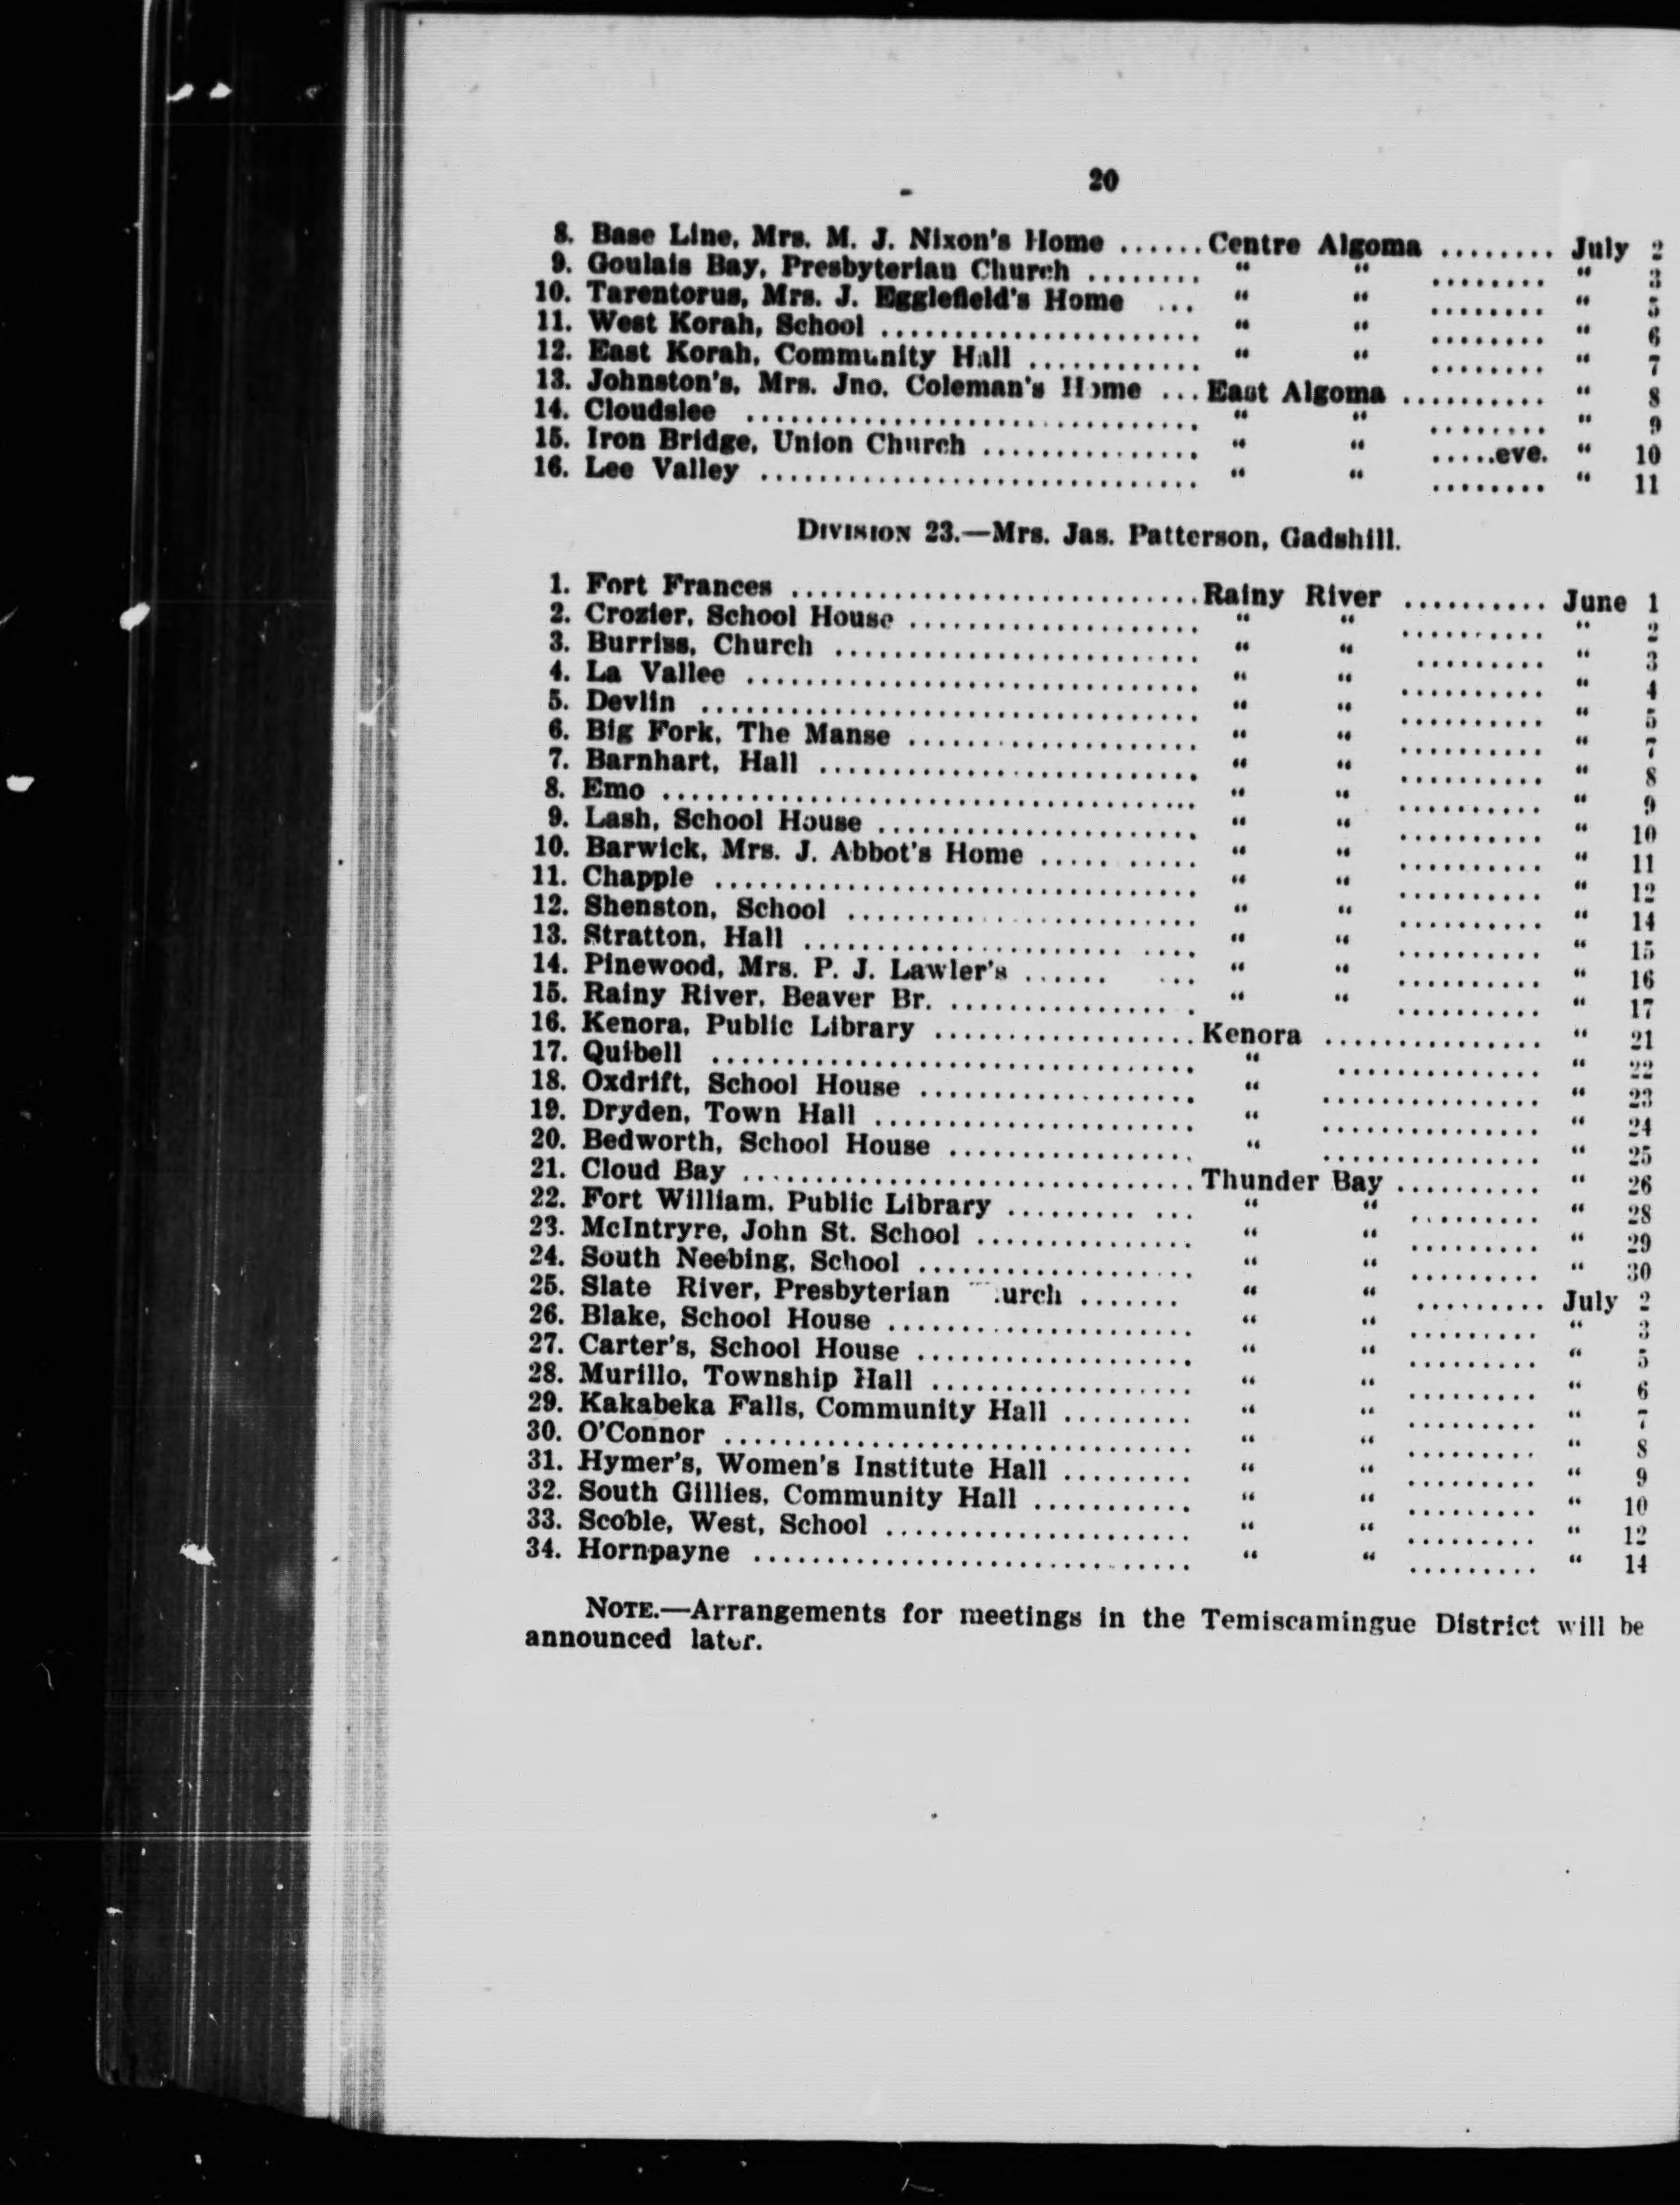 20
8. Base Line, Mrs. M. J. Nixon's Home ...... Centre Algoma ........ July 2
9. Goulais Bay, Presbyterian Church ........ " " ........ " 3
10. Tarentorus, Mrs. J. Egglefield's Home ... " " ........ " 5
11. West Korah, School ...................... " " ........ " 6
12. East Korah, Community Hall ............ " " ........ " 7
13. Johnston's, Mrs. Jno. Coleman's Home ... East Algoma .......... " 8
14. Cloudslee ............................... " " ........ " 9
15. Iron Bridge, Union Church ............... " " .....eve. " 10
16. Lee Valley .............................. " " ........ " 11
DIVISION 23.—Mrs. Jas. Patterson, Gadshill.
1. Fort Frances ............................ Rainy River .......... June 1
2. Crozier, School House .................... " " .......... " 2
3. Burriss, Church ......................... " " ......... " 3
4. La Vallee ............................... " " .......... " 4
5. Devlin .................................. " " .......... " 5
6. Big Fork, The Manse .................... " " .......... " 7
7. Barnhart, Hall .......................... " " .......... " 8
8. Emo ..................................... " " .......... " 9
9. Lash, School House ...................... " " .......... " 10
10. Barwick, Mrs. J. Abbot's Home ..... ..... " " .......... " 11
11. Chapple ................................. " " .......... " 12
12. Shenston, School ........................ " " .......... " 14
13. Stratton, Hall .......................... " " .......... " 15
14. Pinewood, Mrs. P. J. Lawler's ...... ... " " .......... " 16
15. Rainy River, Beaver Br. ................. " " .......... " 17
16. Kenora, Public Library .................. Kenora ............... " 21
17. Quibell ................................. " .............. " 22
18. Oxdrift, School House ................... " ............... " 23
19. Dryden, Town Hall ...................... " ............... " 24
20. Bedworth, School House ................. " ............... " 25
21. Cloud Bay ............................... Thunder Bay .......... " 26
22. Fort William, Public Library ......... ... " " ......... " 28
23. McIntryre, John St. School ............... " " ......... " 29
24. South Neebing, School ................... " " ......... " 30
25. Slate River, Presbyterian urch ....... " " ......... July 2
26. Blake, School House ..................... " " ......... " 3
27. Carter's, School House ................... " " ......... " 5
28. Murillo, Township Hall .................. " " ......... " 6
29. Kakabeka Falls, Community Hall ......... " " ......... " 7
30. O'Connor ................................ " " ......... " 8
31. Hymer's, Women's Institute Hall ......... " " ......... " 9
32. South Gillies, Community Hall ........... " " ......... " 10
33. Scoble, West, School ..................... " " ......... " 12
34. Hornpayne .............................. " " ......... " 14
NOTE.—Arrangements for meetings in the Temiscamingue District will be
announced later.